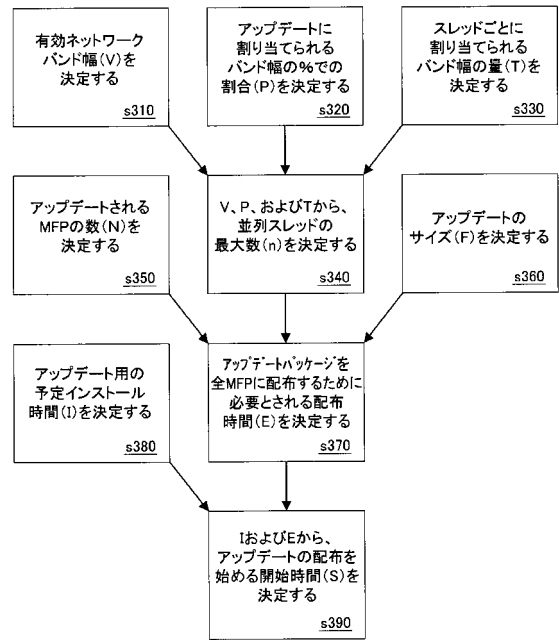 有効ネットワーク
バンド幅(V)を
決定する
s310
アップデートに
割り当てられる
バンド幅の%での
割合(P)を決定する
s320
スレッドごとに
割り当てられる
バンド幅の量(T)を
決定する
s330
アップデートされる
MFPの数(N)を
決定する
s350
V、P、およびTから、
並列スレッドの
最大数(n)を決定する
s340
アップデートの
サイズ(F)を決定する
s360
アップデート用の
予定インストール
時間(I)を決定する
s380
アップデートパッケージを
全MFPに配布するために
必要とされる配布
時間(E)を決定する
s370
IおよびEから、
アップデートの配布を
始める開始時間(S)を
決定する
s390